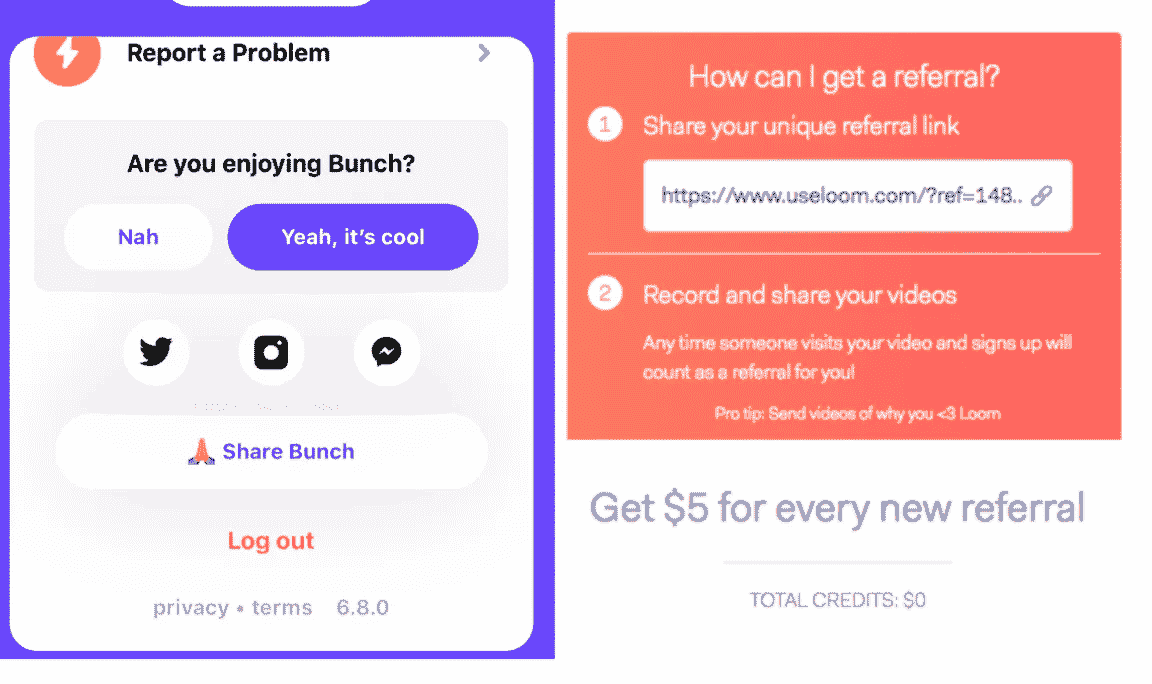 Report a Problem
Are you enjoying Bunch?
Nah
Yeah, it's cool
🙏 Share Bunch
Log out
privacy • terms 6.8.0
How can I get a referral?
1 Share your unique referral link
https://www.useloom.com/?ref=148..
2 Record and share your videos
Any time someone visits your video and signs up will
count as a referral for you!
Pro tip: Send videos of why you <3 Loom
Get $5 for every new referral
TOTAL CREDITS: $0